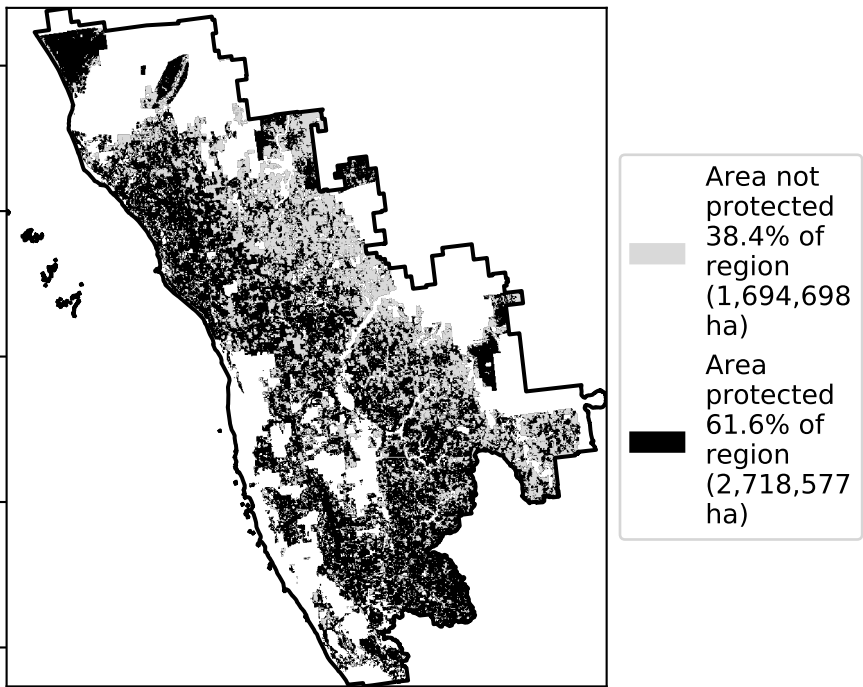 Area not
protected
38.4% of
region
(1,694,698
ha)
Area
protected
61.6% of
region
(2,718,577
ha)